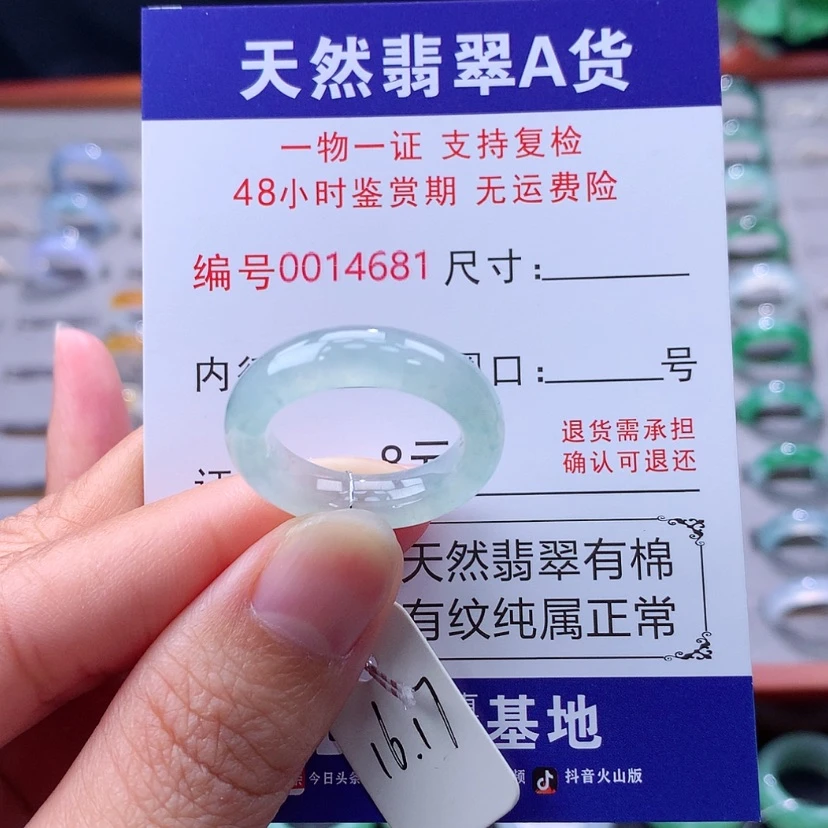 天然翡翠A货
一物一证 支持复检
48小时鉴赏期 无运费险
编号0014681 尺寸:
内 口: 号
退货需承担
确认可退还
8元
天然翡翠有棉
有纹纯属正常
基地
今日头条 抖音火山版
16.17